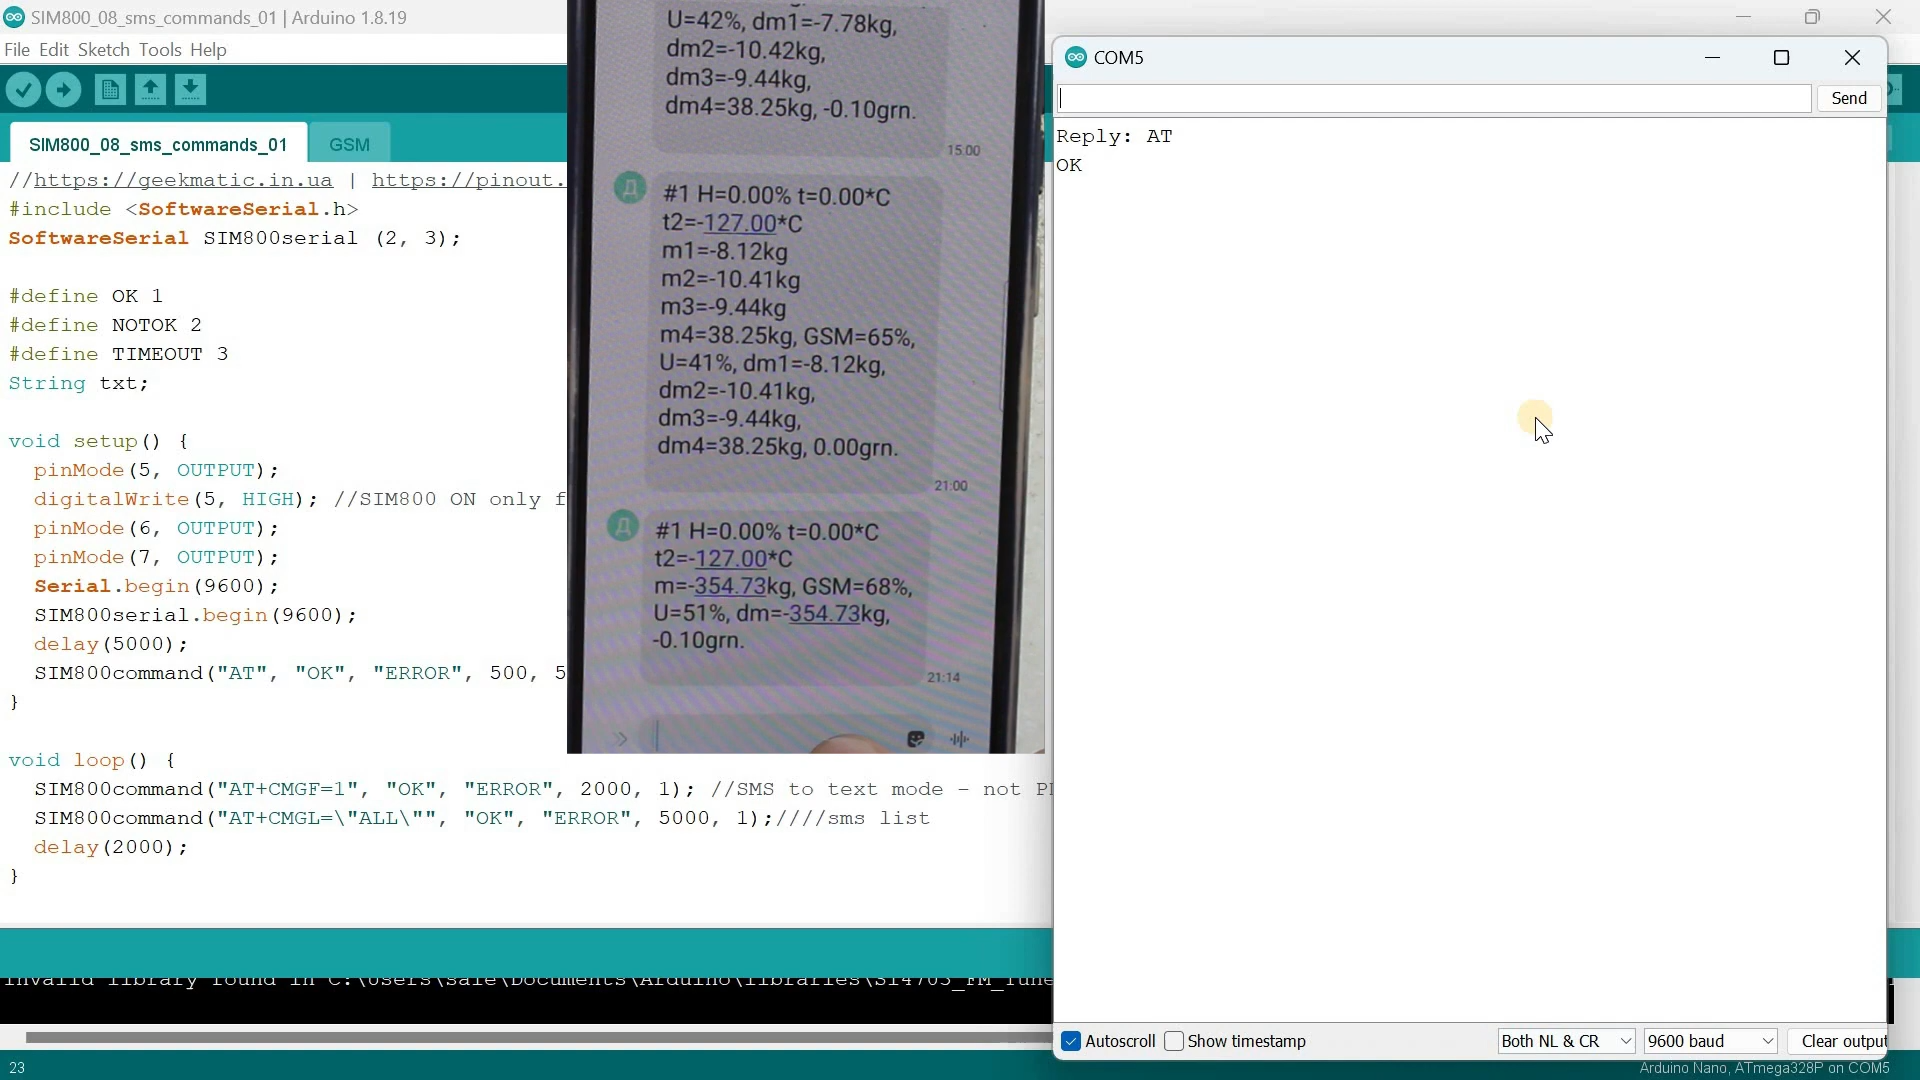 SIM800_08_sms_commands_01 | Arduino 1.8.19
File Edit Sketch Tools Help
SIM800_08_sms_commands_01
GSM
//https://geekmatic.in.ua | https://pinout.
#include <SoftwareSerial.h>
SoftwareSerial SIM800serial (2, 3);
#define OK 1
#define NOTOK 2
#define TIMEOUT 3
String txt;
void setup() {
pinMode(5, OUTPUT);
digitalWrite(5, HIGH); //SIM800 ON only f
pinMode(6, OUTPUT);
pinMode(7, OUTPUT);
Serial.begin(9600);
SIM800serial.begin(9600);
delay(5000);
SIM800command("AT", "OK", "ERROR", 500, 5
}
void loop() {
SIM800command("AT+CMGF=1", "OK", "ERROR", 2000, 1); //SMS to text mode - not P
SIM800command("AT+CMGL=\"ALL\"", "OK", "ERROR", 5000, 1);////sms list
delay(2000);
}
Invalid library found in C:\Users\sale\Documents\Arduino\libraries\Si4703_FM_Tune
23
Arduino Nano, ATmega328P on COM5
U=42%, dm1=-7.78kg,
dm2=-10.42kg,
dm3=-9.44kg,
dm4=38.25kg, -0.10grn.
15:00
Д
#1 H=0.00% t=0.00*C
t2=-127.00*C
m1=-8.12kg
m2=-10.41kg
m3=-9.44kg
m4=38.25kg, GSM=65%,
U=41%, dm1=-8.12kg,
dm2=-10.41kg,
dm3=-9.44kg,
dm4=38.25kg, 0.00grn.
21:00
Д
#1 H=0.00% t=0.00*C
t2=-127.00*C
m=-354.73kg, GSM=68%,
U=51%, dm=-354.73kg,
-0.10grn.
21:14
COM5
Send
Reply: AT
OK
Autoscroll
Show timestamp
Both NL & CR
9600 baud
Clear output